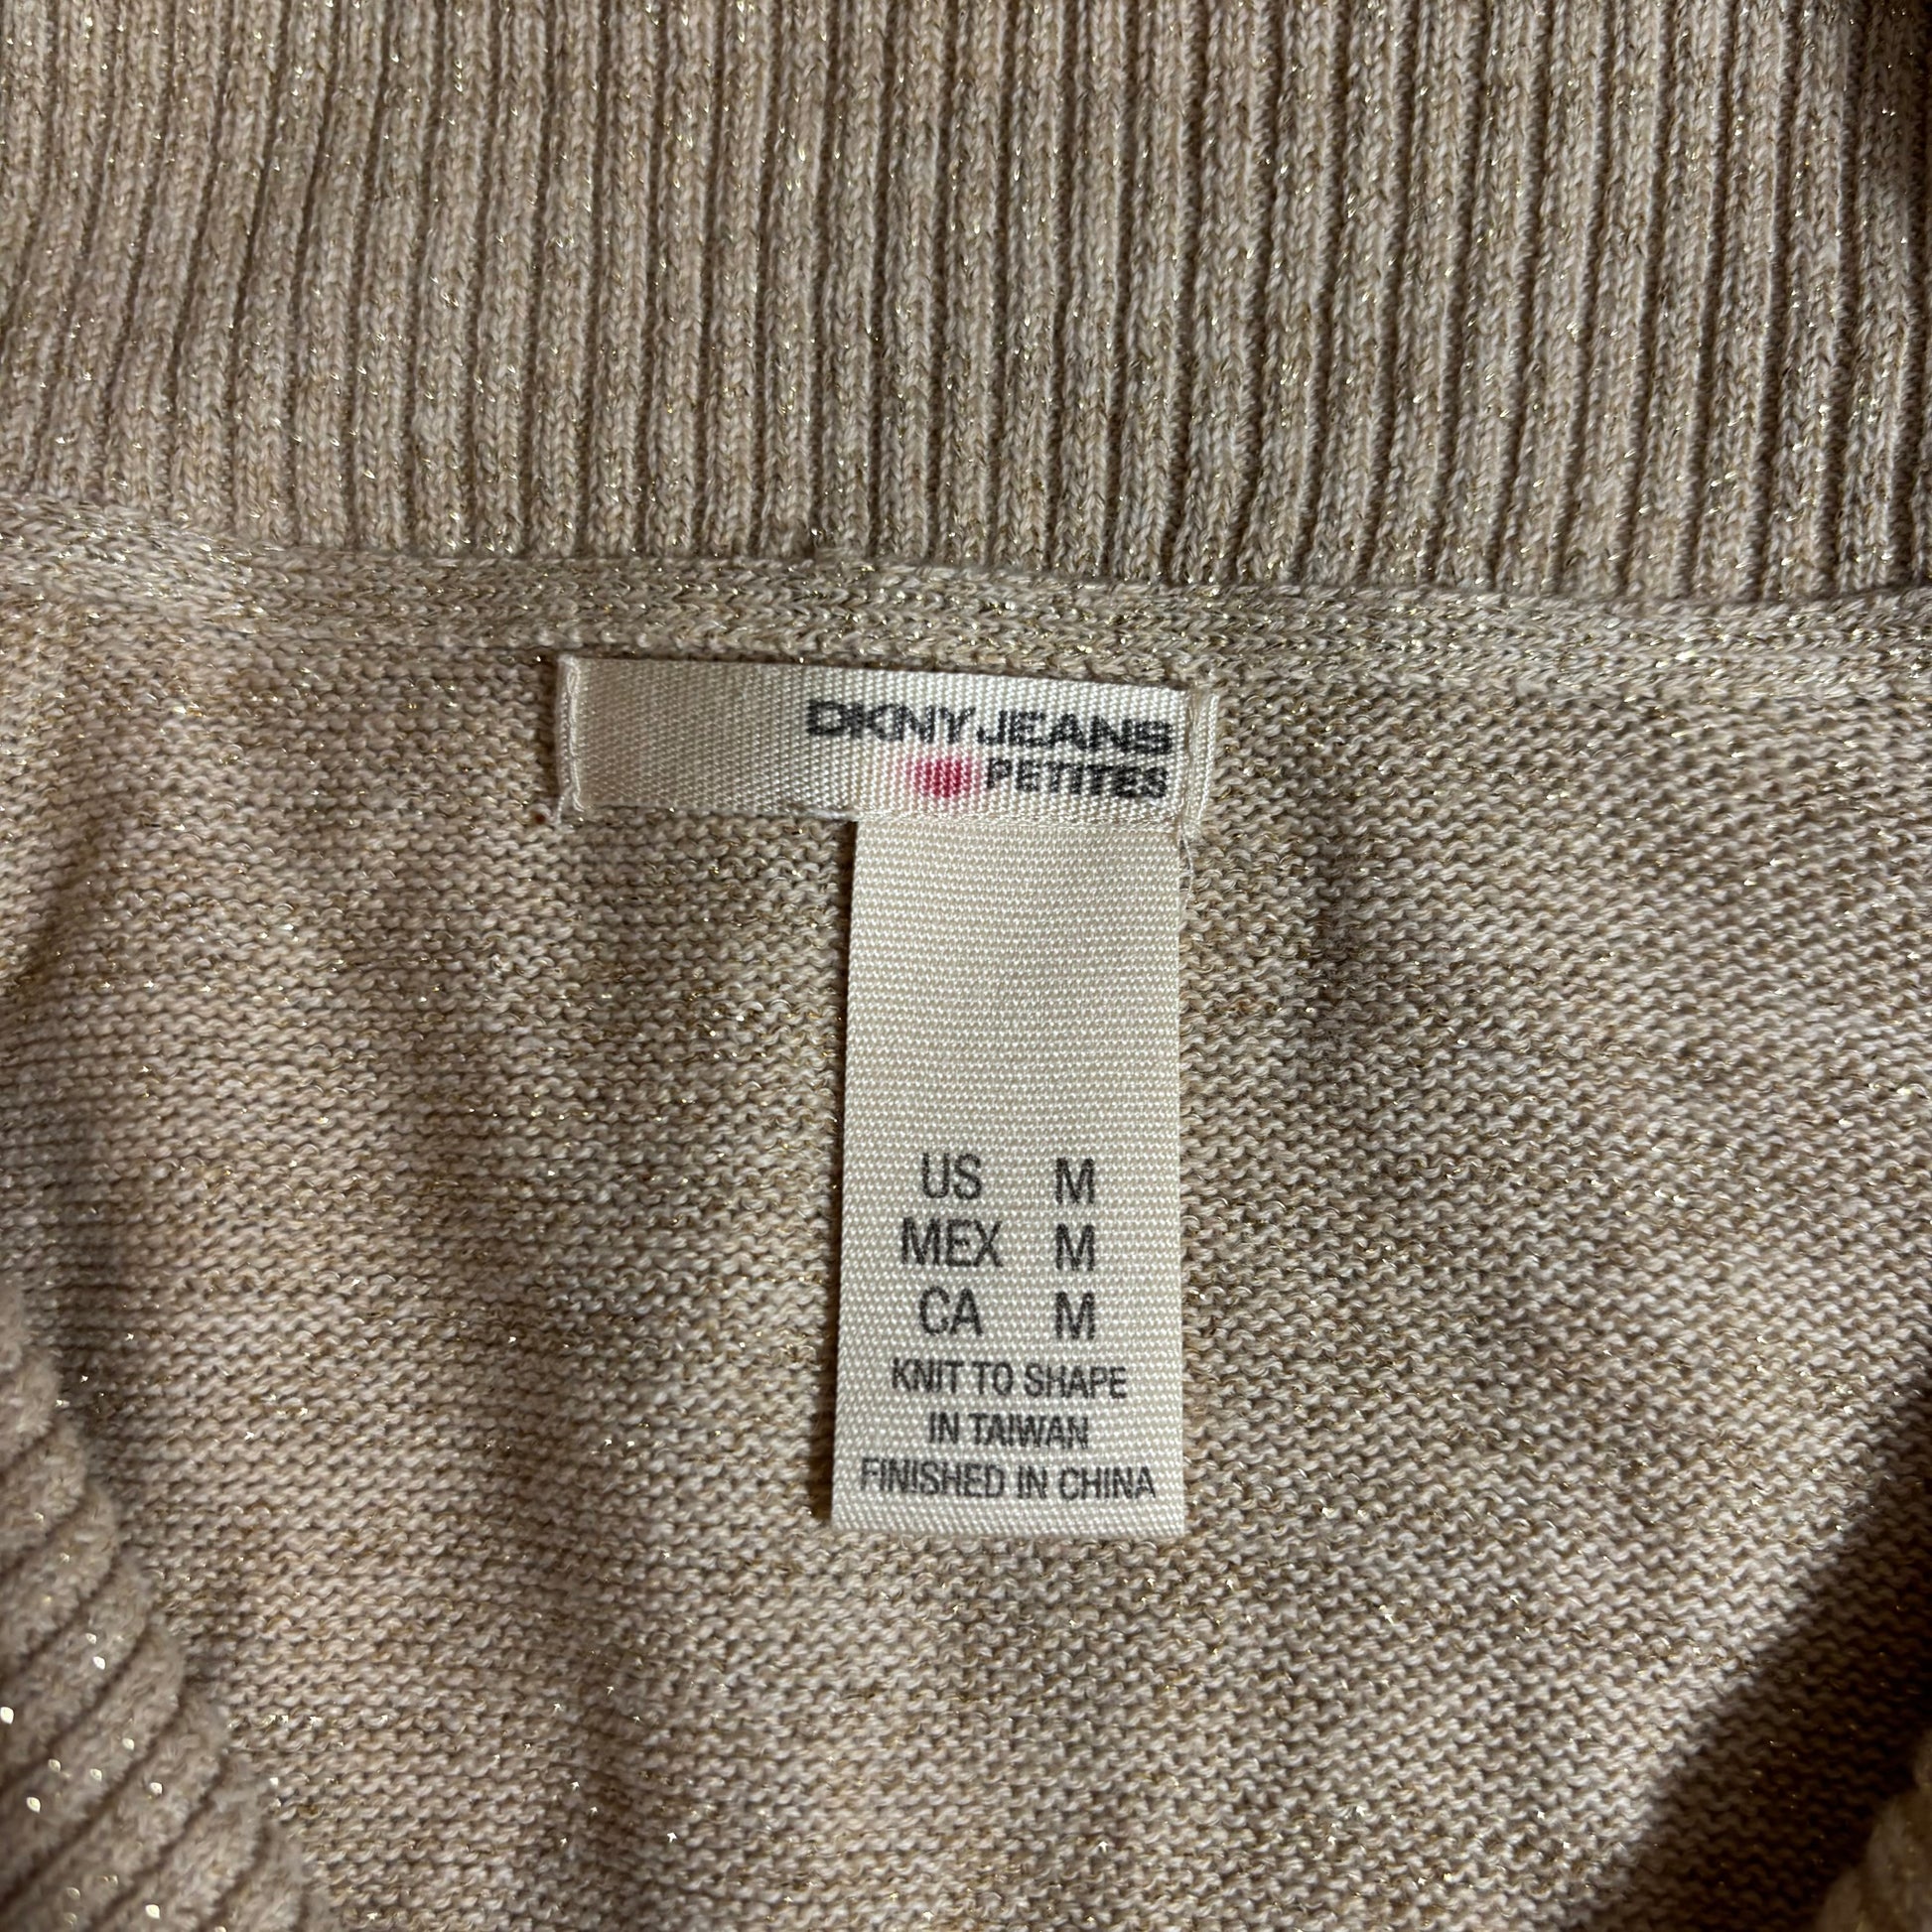 DKNY JEANS
PETITES
US M
MEX M
CA M
KNIT TO SHAPE
IN TAIWAN
FINISHED IN CHINA